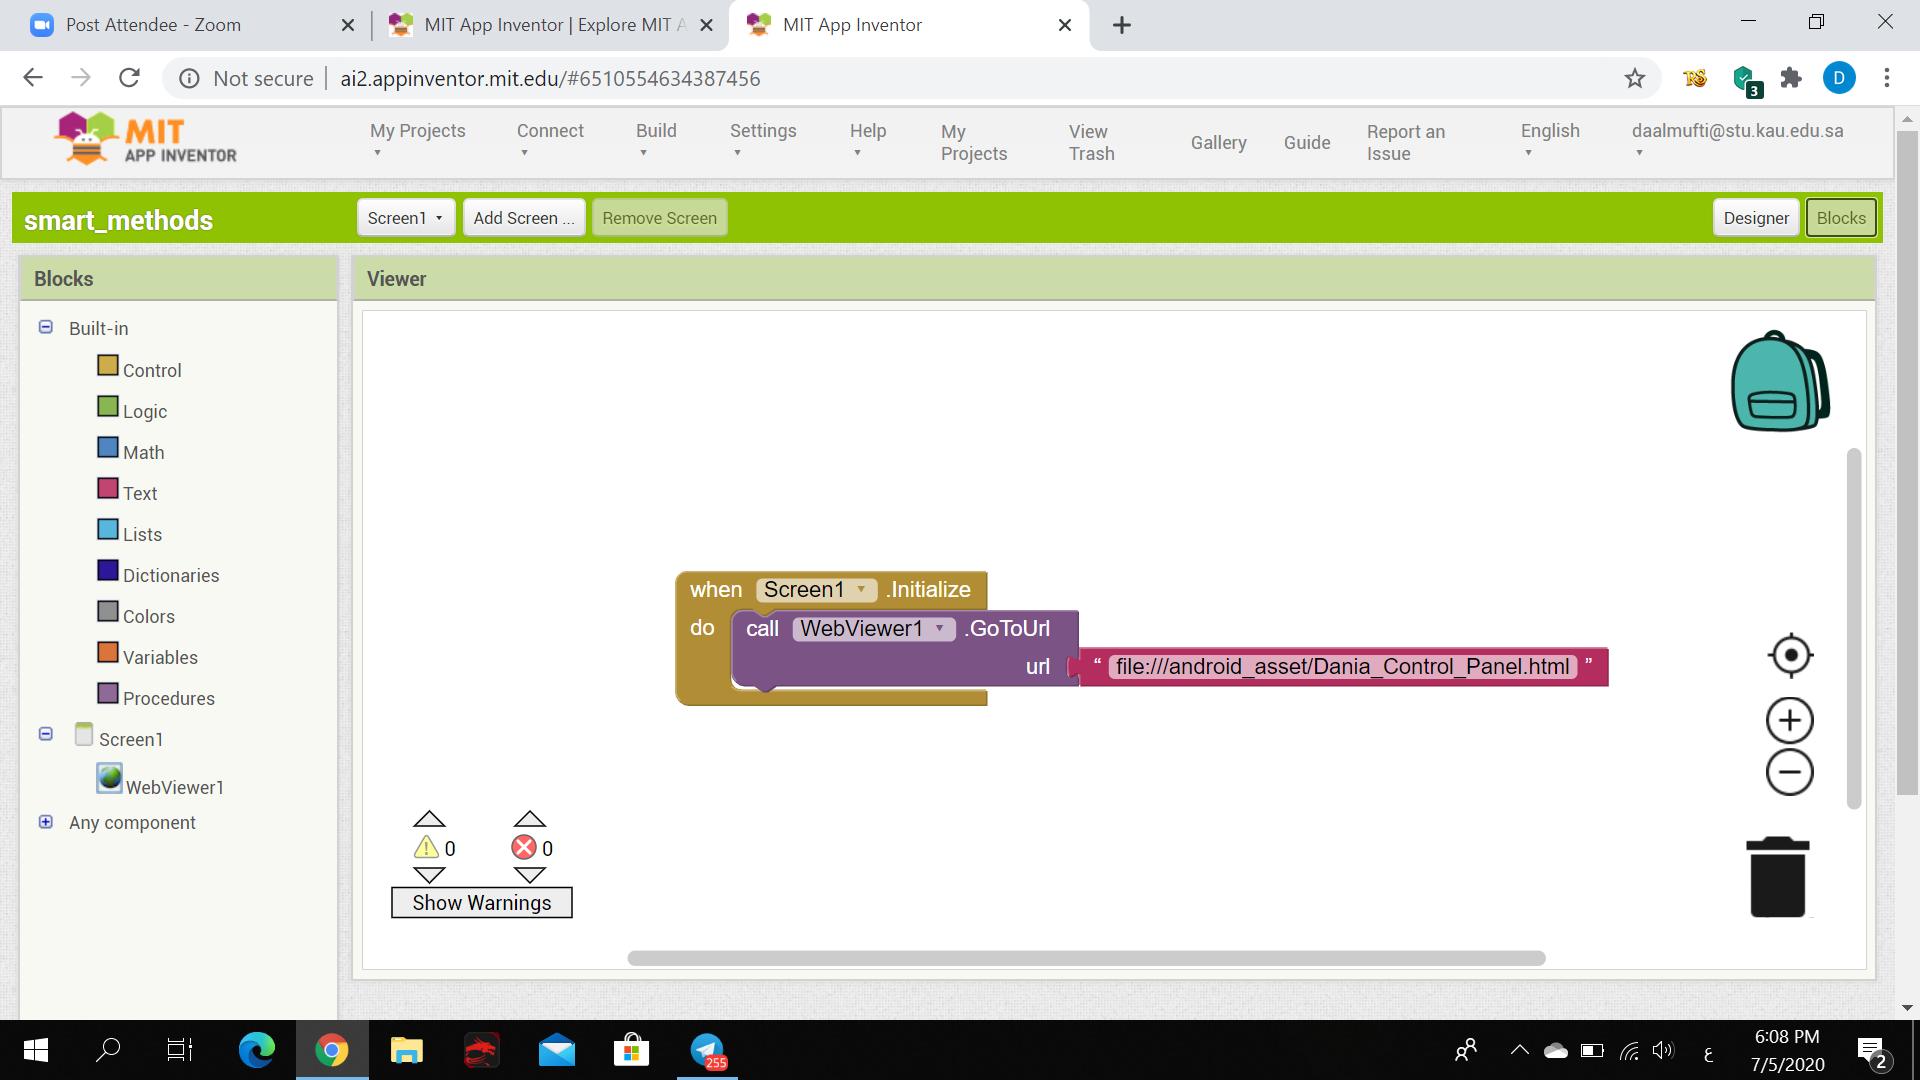 Post Attendee - Zoom
MIT App Inventor | Explore MIT A
MIT App Inventor
Not secure
ai2.appinventor.mit.edu/#6510554634387456
3
D
MIT
APP INVENTOR
My Projects
Connect
Build
Settings
Help
My
Projects
View
Trash
Gallery
Guide
Report an
Issue
English
daalmufti@stu.kau.edu.sa
smart_methods
Screen1
Add Screen ...
Remove Screen
Designer
Blocks
Blocks
Viewer
Built-in
Control
Logic
Math
Text
Lists
Dictionaries
Colors
Variables
Procedures
Screen1
WebViewer1
Any component
when Screen1 .Initialize
do call WebViewer1 .GoToUrl
url “ file:///android_asset/Dania_Control_Panel.html ”
0
0
Show Warnings
255
ع
6:08 PM
7/5/2020
2